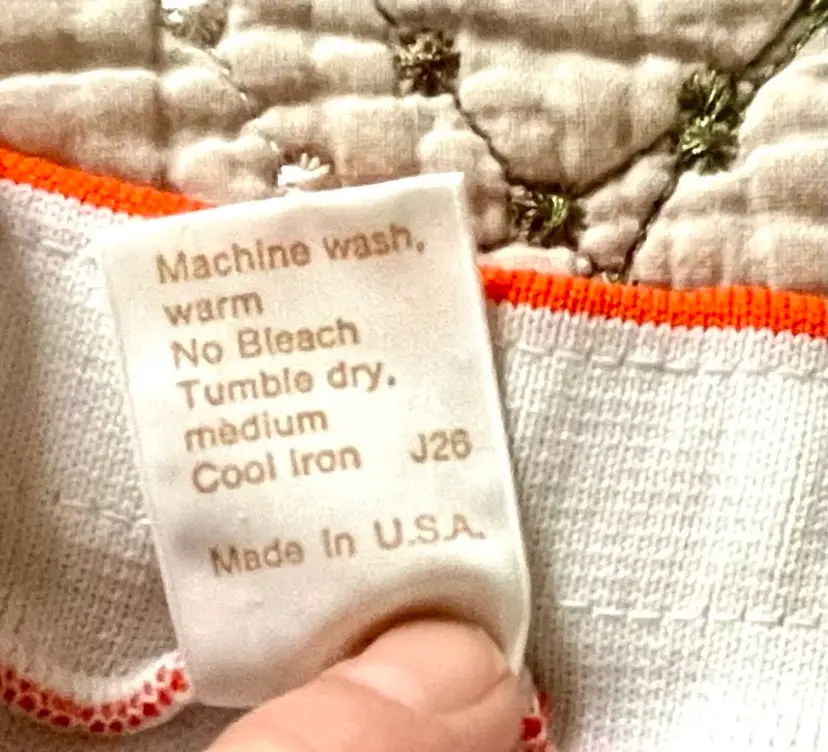 Machine wash,
warm
No Bleach
Tumble dry,
medium
Cool Iron J26
Made In U.S.A.